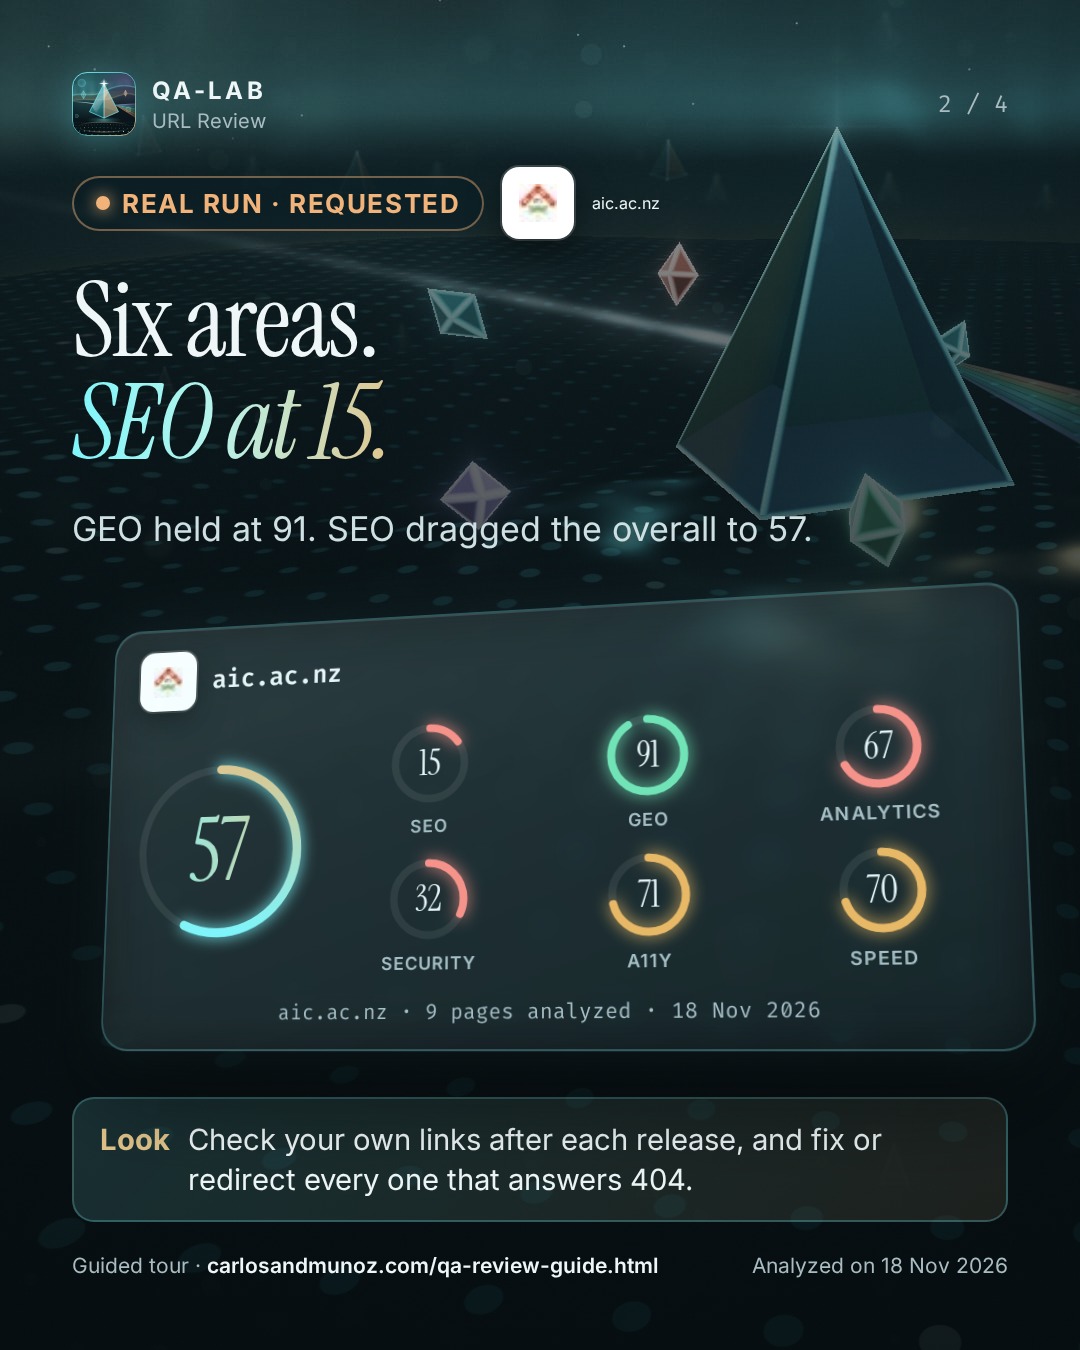 QA-LAB
URL Review
2 / 4
REAL RUN · REQUESTED
aic.ac.nz
Six areas.
SEO at 15.
GEO held at 91. SEO dragged the overall to 57.
aic.ac.nz
57
15
SEO
91
GEO
67
ANALYTICS
32
SECURITY
71
A11Y
70
SPEED
aic.ac.nz · 9 pages analyzed · 18 Nov 2026
Look Check your own links after each release, and fix or
redirect every one that answers 404.
Guided tour · carlosandmunoz.com/qa-review-guide.html
Analyzed on 18 Nov 2026